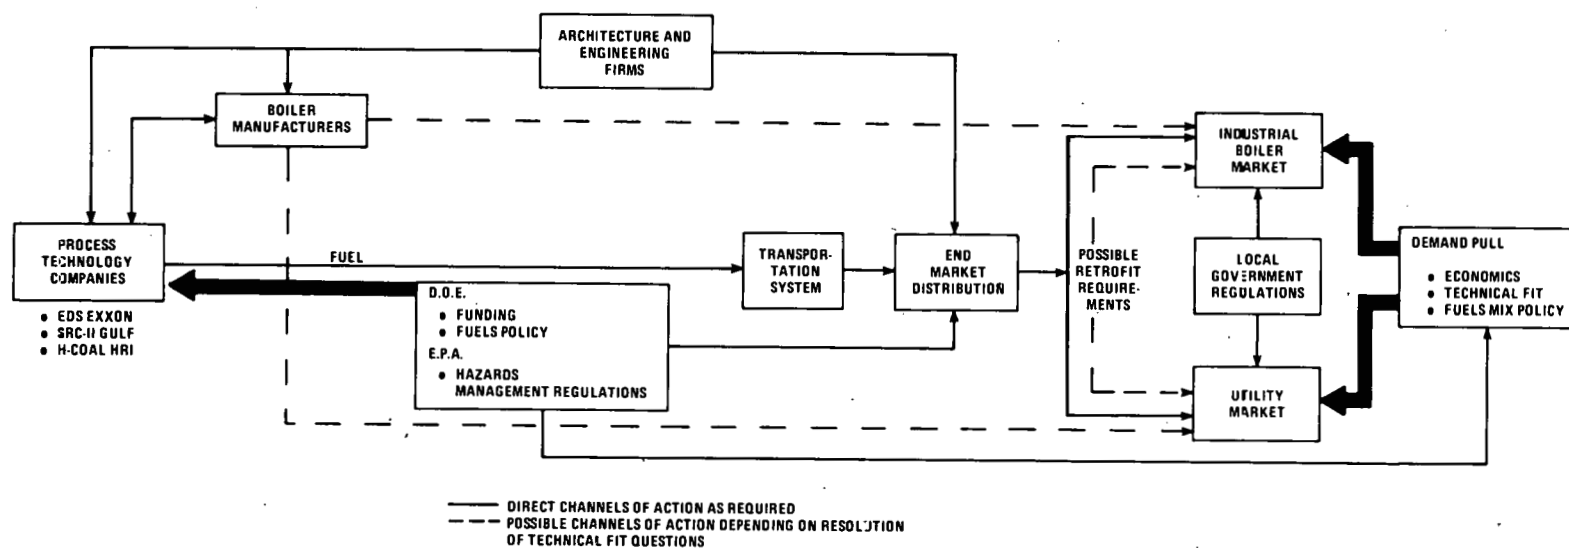 ARCHITECTURE AND
ENGINEERING
FIRMS
BOILER
MANUFACTURERS
INDUSTRIAL
BOILER
MARKET
PROCESS
TECHNOLOGY
COMPANIES
• EDS EXXON
• SRC-II GULF
• H-COAL HRI
FUEL
TRANSPOR-
TATION
SYSTEM
END
MARKET
DISTRIBUTION
POSSIBLE
RETROFIT
REQUIRE-
MENTS
LOCAL
GOVERNMENT
REGULATIONS
DEMAND PULL
• ECONOMICS
• TECHNICAL FIT
• FUELS MIX POLICY
D.O.E.
• FUNDING
• FUELS POLICY
E.P.A.
• HAZARDS
MANAGEMENT REGULATIONS
UTILITY
MARKET
DIRECT CHANNELS OF ACTION AS REQUIRED
POSSIBLE CHANNELS OF ACTION DEPENDING ON RESOLUTION
OF TECHNICAL FIT QUESTIONS